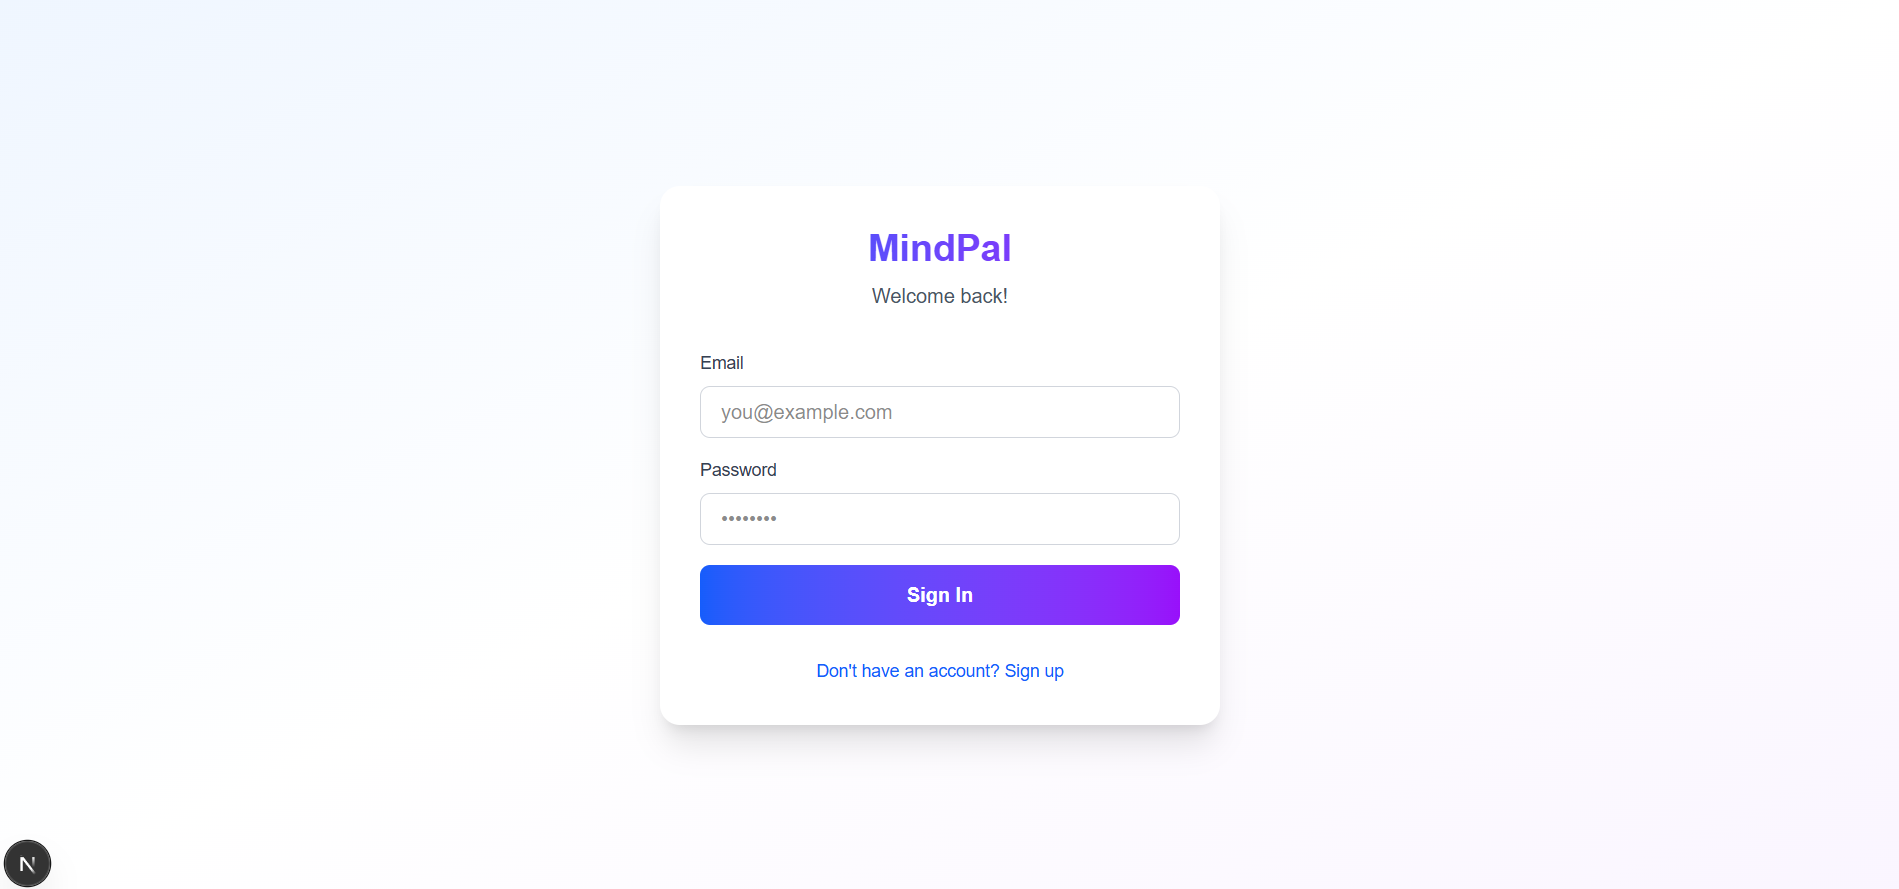 MindPal
Welcome back!
Email
you@example.com
Password
••••••••
Sign In
Don't have an account? Sign up
N